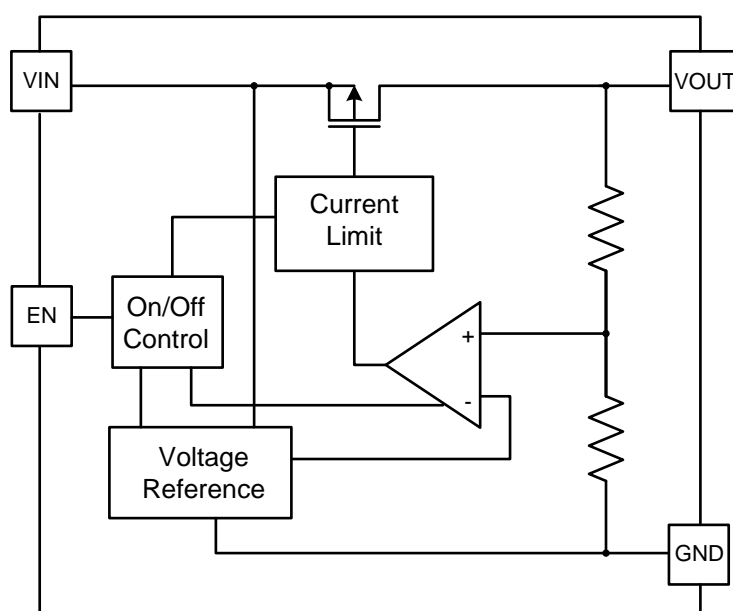 VIN
VOUT
Current
Limit
EN
On/Off
Control
+
-
Voltage
Reference
GND